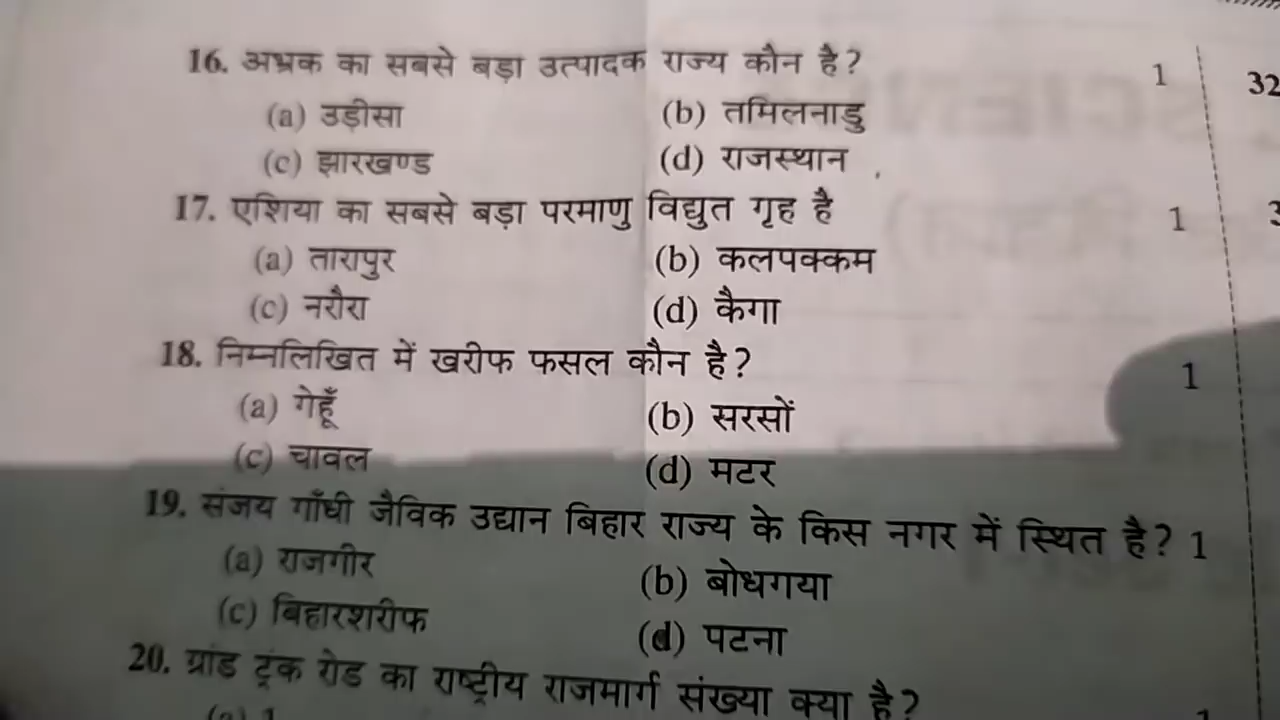 16. अभ्रक का सबसे बड़ा उत्पादक राज्य कौन है? 1
(a) उड़ीसा (b) तमिलनाडु
(c) झारखण्ड (d) राजस्थान
17. एशिया का सबसे बड़ा परमाणु विद्युत गृह है 1
(a) तारापुर (b) कलपक्कम
(c) नरौरा (d) कैगा
18. निम्नलिखित में खरीफ फसल कौन है? 1
(a) गेहूँ (b) सरसों
(c) चावल (d) मटर
19. संजय गाँधी जैविक उद्यान बिहार राज्य के किस नगर में स्थित है? 1
(a) राजगीर (b) बोधगया
(c) बिहारशरीफ (d) पटना
20. ग्रांड ट्रंक रोड का राष्ट्रीय राजमार्ग संख्या क्या है?
32